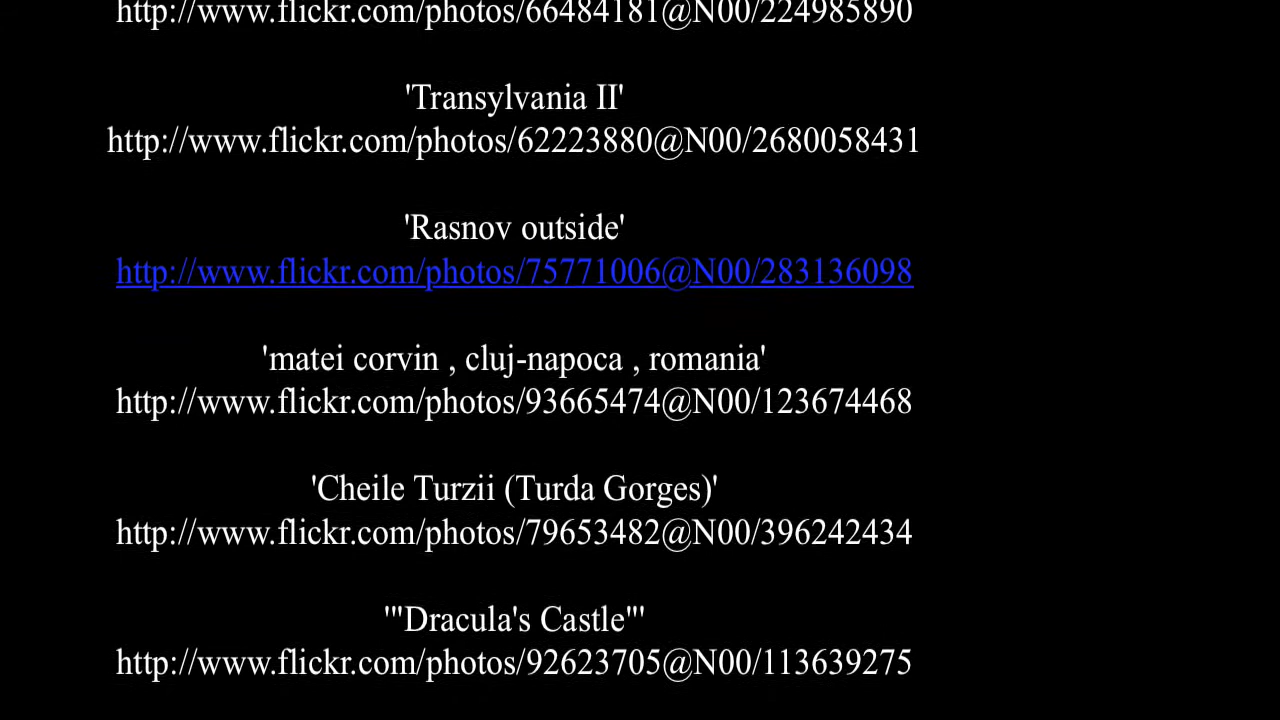 http://www.flickr.com/photos/66484181@N00/224985890
'Transylvania II'
http://www.flickr.com/photos/62223880@N00/2680058431
'Rasnov outside'
http://www.flickr.com/photos/75771006@N00/283136098
'matei corvin , cluj-napoca , romania'
http://www.flickr.com/photos/93665474@N00/123674468
'Cheile Turzii (Turda Gorges)'
http://www.flickr.com/photos/79653482@N00/396242434
'"Dracula's Castle"'
http://www.flickr.com/photos/92623705@N00/113639275